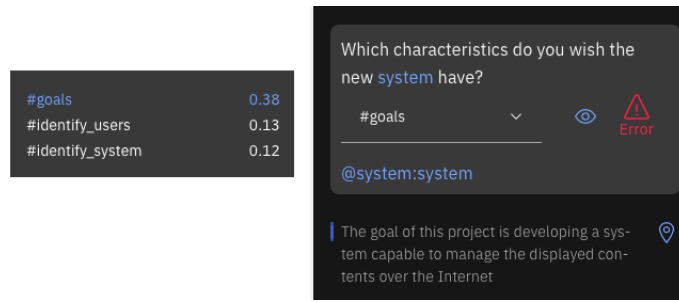 #goals 0.38
#identify_users 0.13
#identify_system 0.12
Which characteristics do you wish the
new system have?
#goals
Error
@system:system
The goal of this project is developing a sys-
tem capable to manage the displayed con-
tents over the Internet